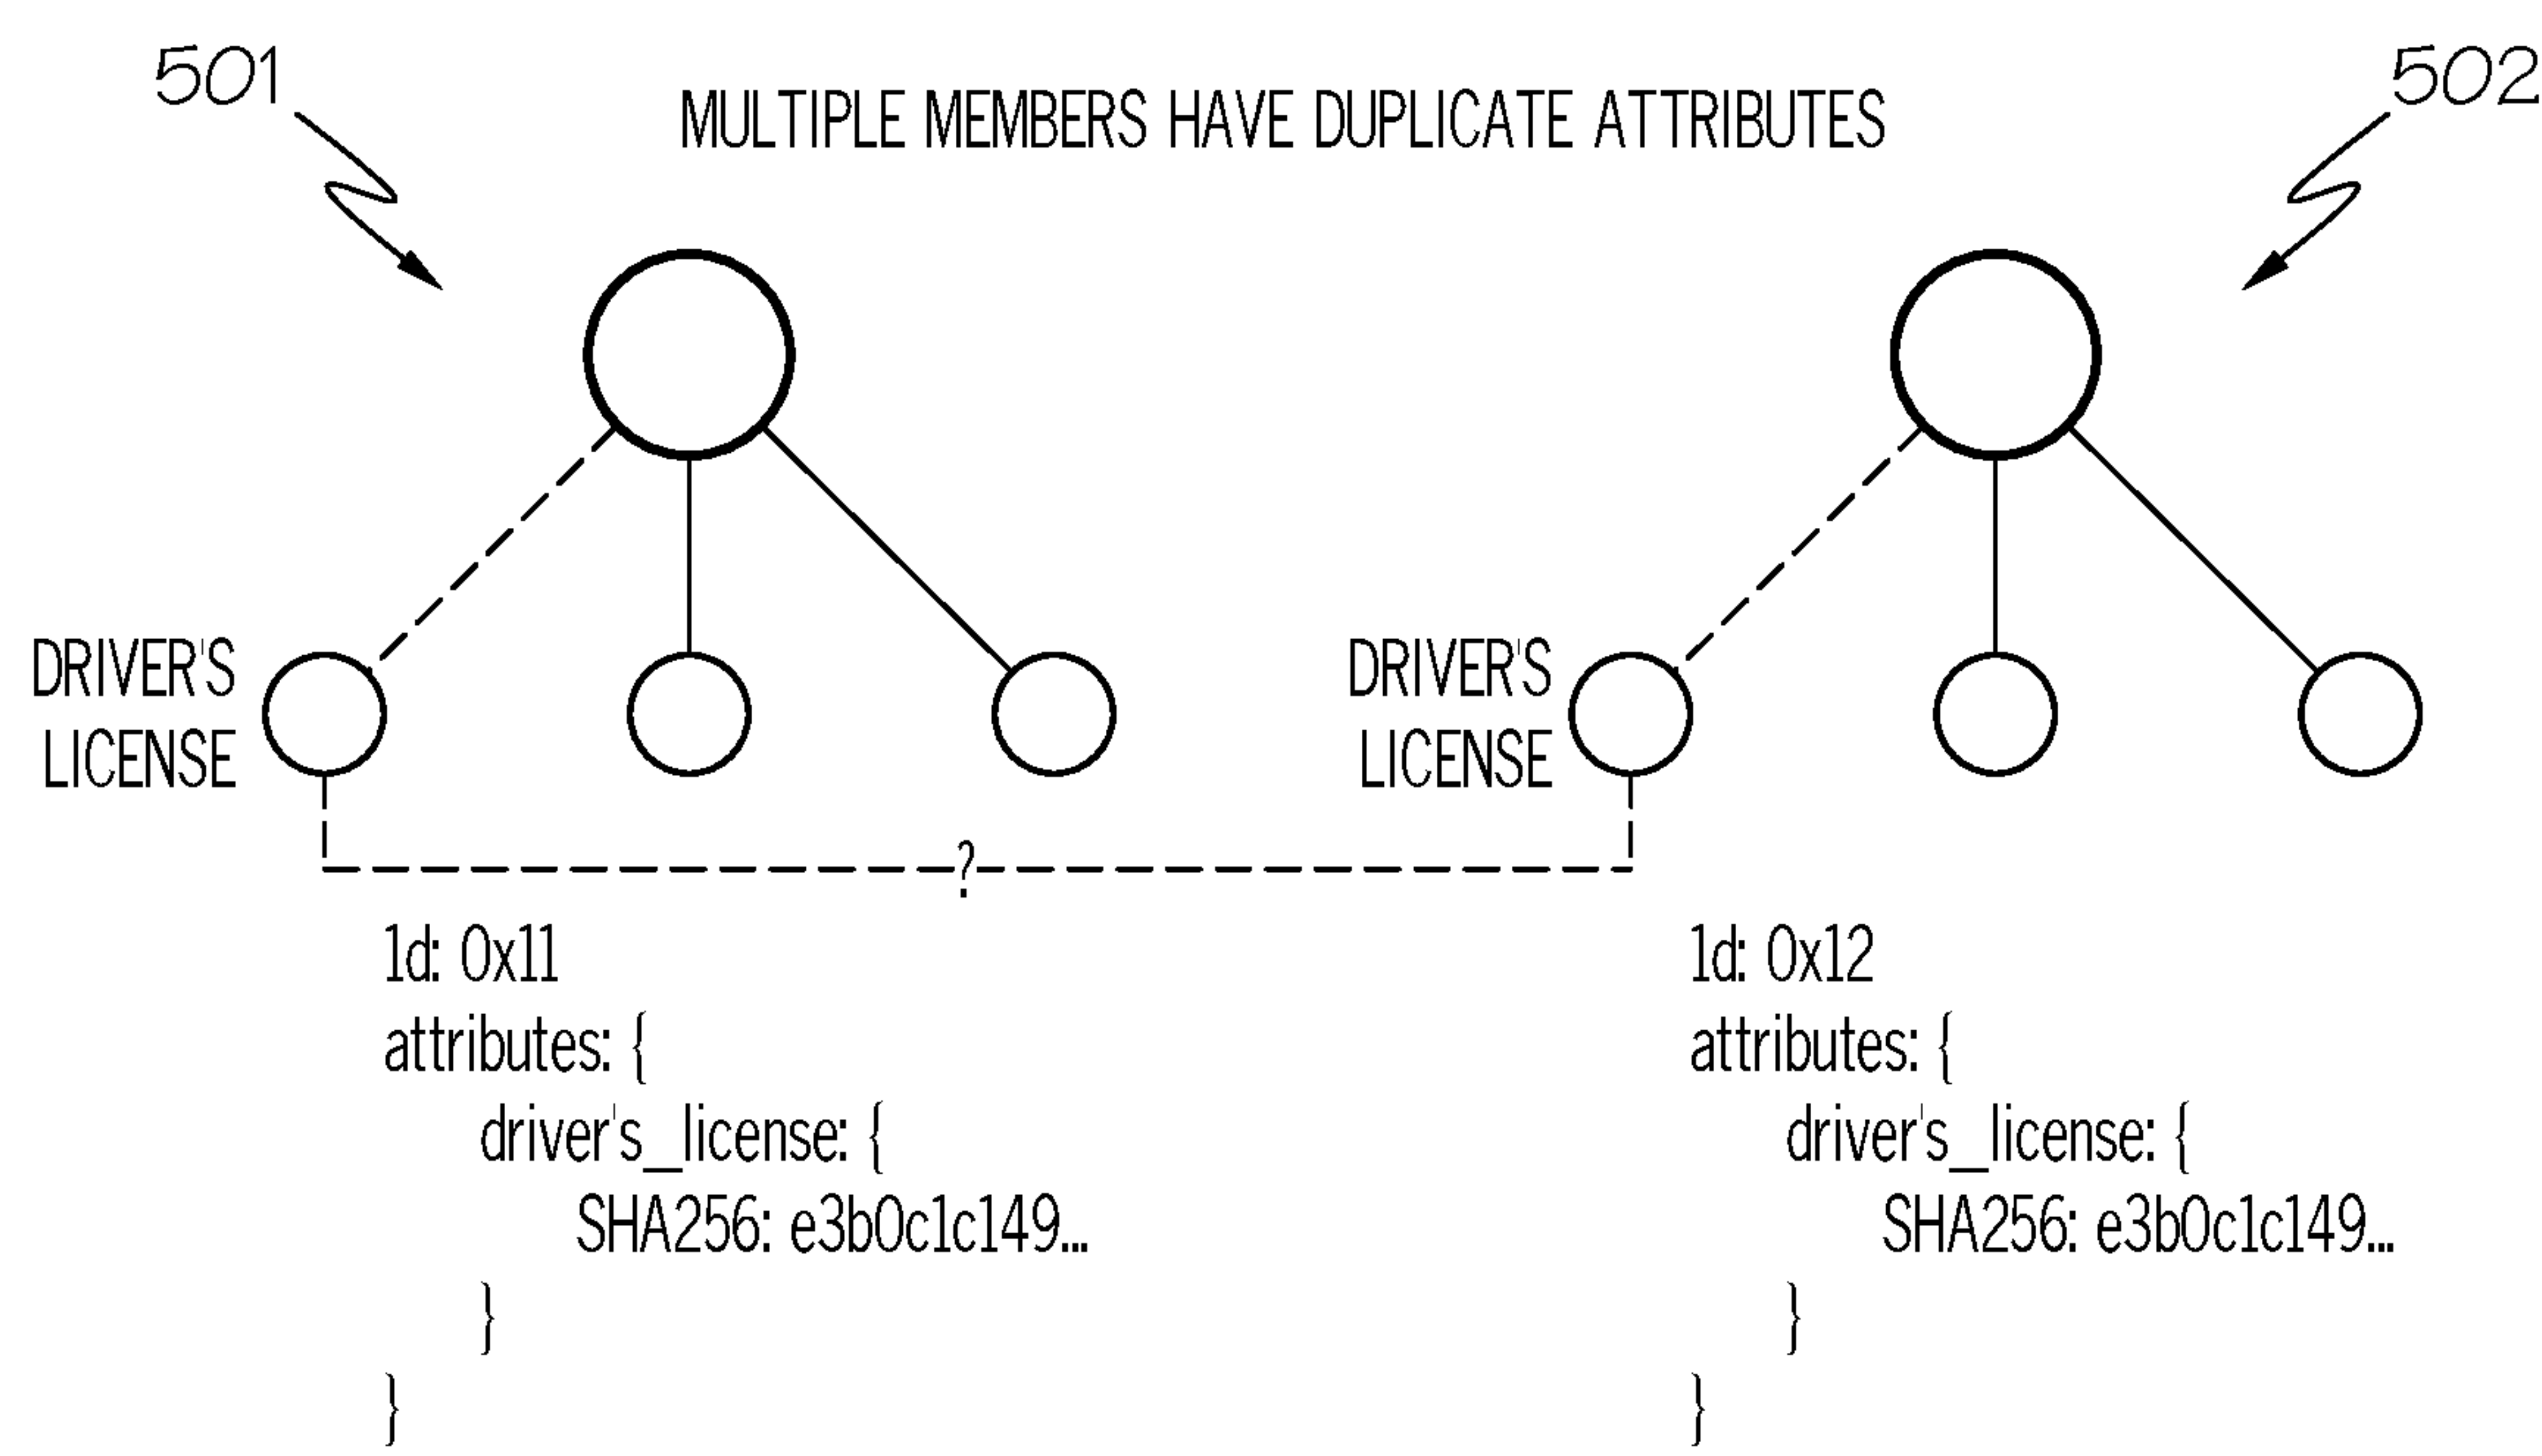 501
502
MULTIPLE MEMBERS HAVE DUPLICATE ATTRIBUTES
DRIVER'S
LICENSE
DRIVER'S
LICENSE
?
1d: 0x11
attributes: {
driver's_license: {
SHA256: e3b0c1c149...
}
}
1d: 0x12
attributes: {
driver's_license: {
SHA256: e3b0c1c149...
}
}